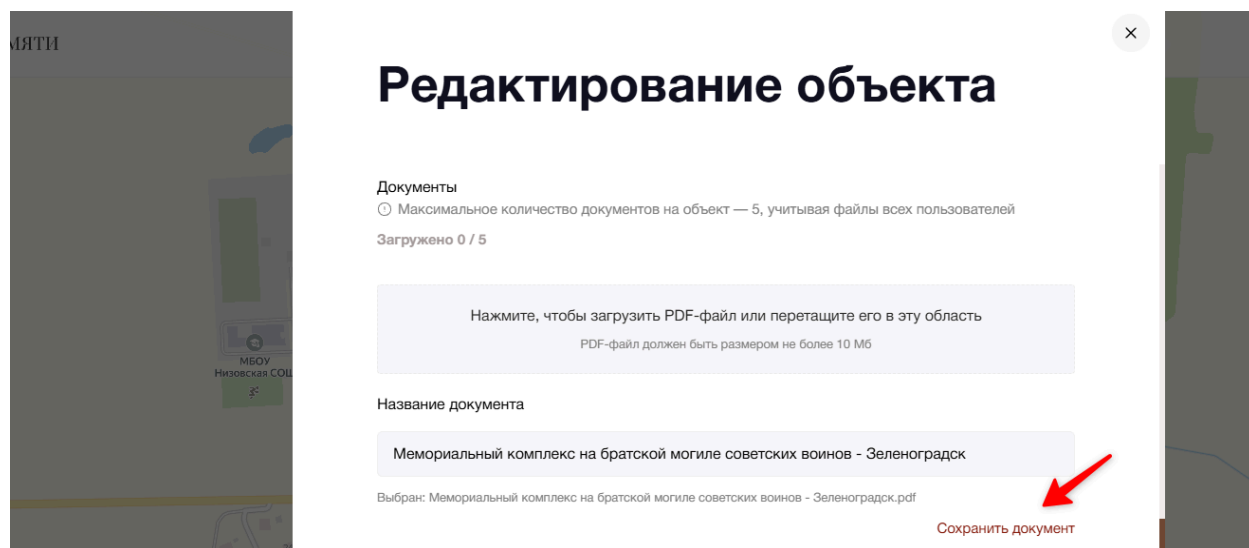 МЯТИ
Редактирование объекта
Документы
Максимальное количество документов на объект — 5, учитывая файлы всех пользователей
Загружено 0 / 5
Нажмите, чтобы загрузить PDF-файл или перетащите его в эту область
PDF-файл должен быть размером не более 10 Мб
МБОУ
Низовская СОШ
Название документа
Мемориальный комплекс на братской могиле советских воинов - Зеленоградск
Выбран: Мемориальный комплекс на братской могиле советских воинов - Зеленоградск.pdf
Сохранить документ